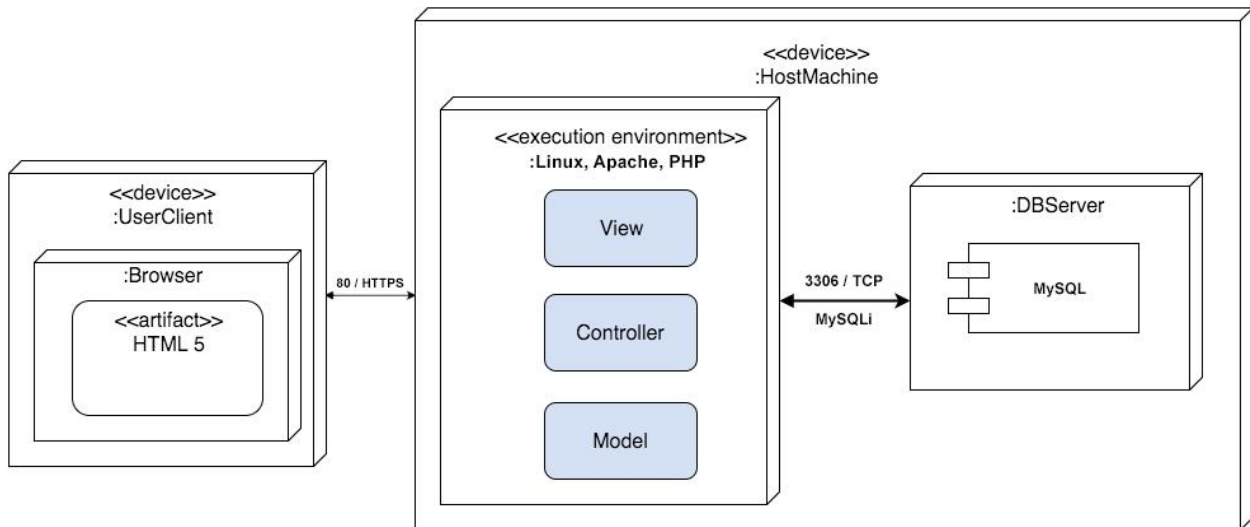 <<device>>
:HostMachine
<<execution environment>>
:Linux, Apache, PHP
View
Controller
Model
<<device>>
:UserClient
:Browser
<<artifact>>
HTML 5
80 / HTTPS
3306 / TCP
MySQLi
:DBServer
MySQL